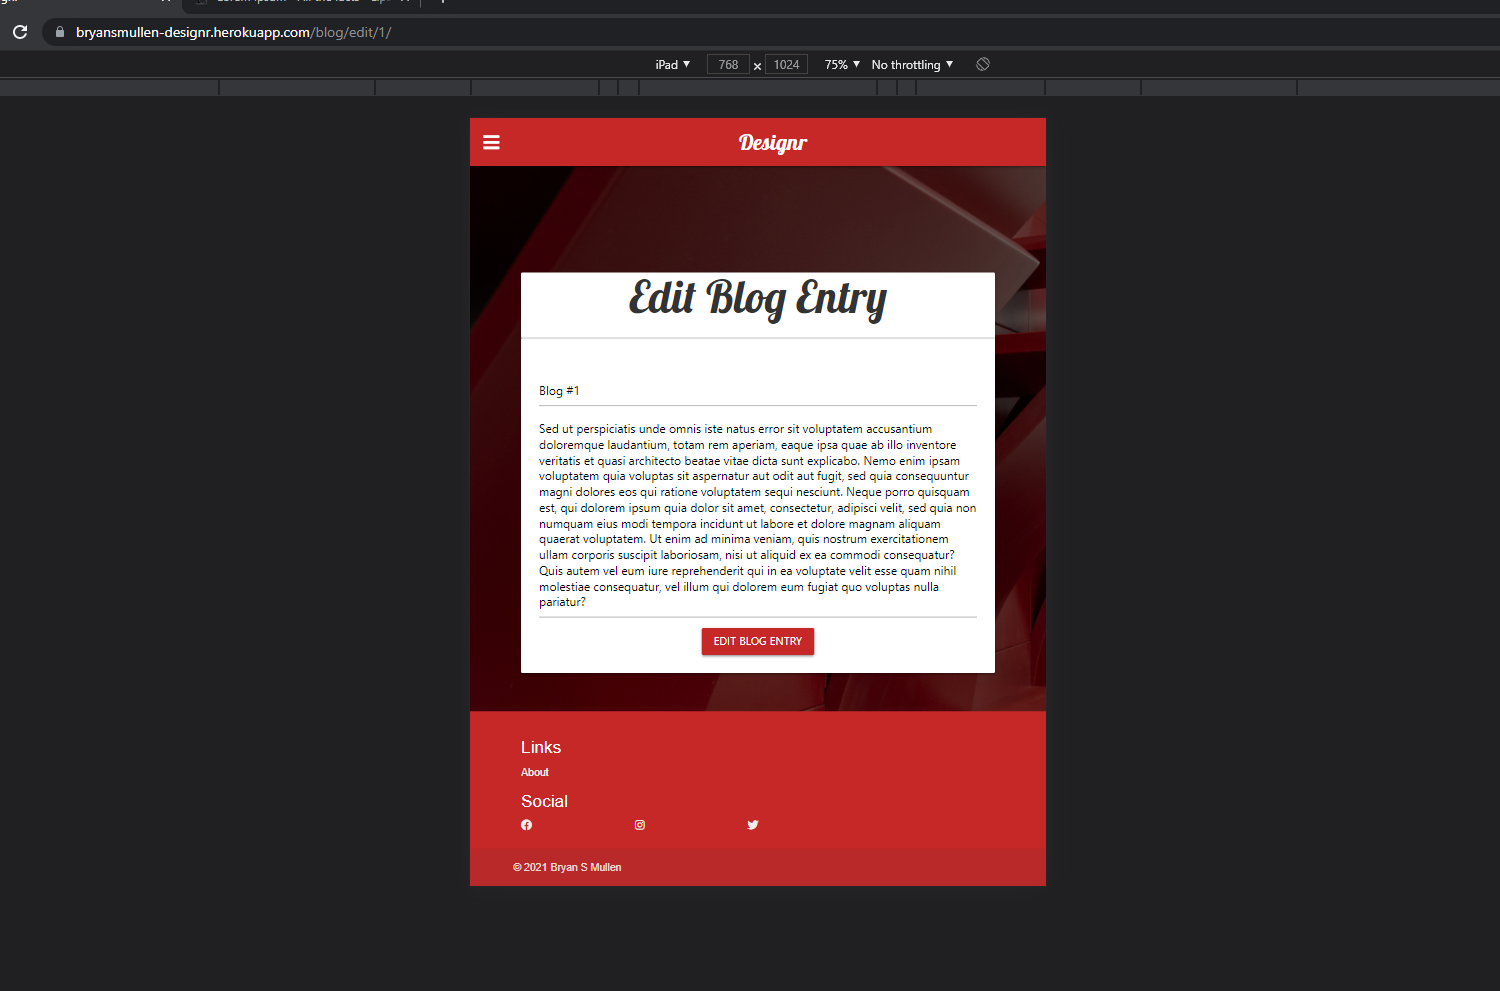 bryansmullen-designr.herokuapp.com/blog/edit/1/
iPad ▼ 768 × 1024 75% ▼ No throttling ▼
Designr
Edit Blog Entry
Blog #1
Sed ut perspiciatis unde omnis iste natus error sit voluptatem accusantium
doloremque laudantium, totam rem aperiam, eaque ipsa quae ab illo inventore
veritatis et quasi architecto beatae vitae dicta sunt explicabo. Nemo enim ipsam
voluptatem quia voluptas sit aspernatur aut odit aut fugit, sed quia consequuntur
magni dolores eos qui ratione voluptatem sequi nesciunt. Neque porro quisquam
est, qui dolorem ipsum quia dolor sit amet, consectetur, adipisci velit, sed quia non
numquam eius modi tempora incidunt ut labore et dolore magnam aliquam
quaerat voluptatem. Ut enim ad minima veniam, quis nostrum exercitationem
ullam corporis suscipit laboriosam, nisi ut aliquid ex ea commodi consequatur?
Quis autem vel eum iure reprehenderit qui in ea voluptate velit esse quam nihil
molestiae consequatur, vel illum qui dolorem eum fugiat quo voluptas nulla
pariatur?
EDIT BLOG ENTRY
Links
About
Social
© 2021 Bryan S Mullen